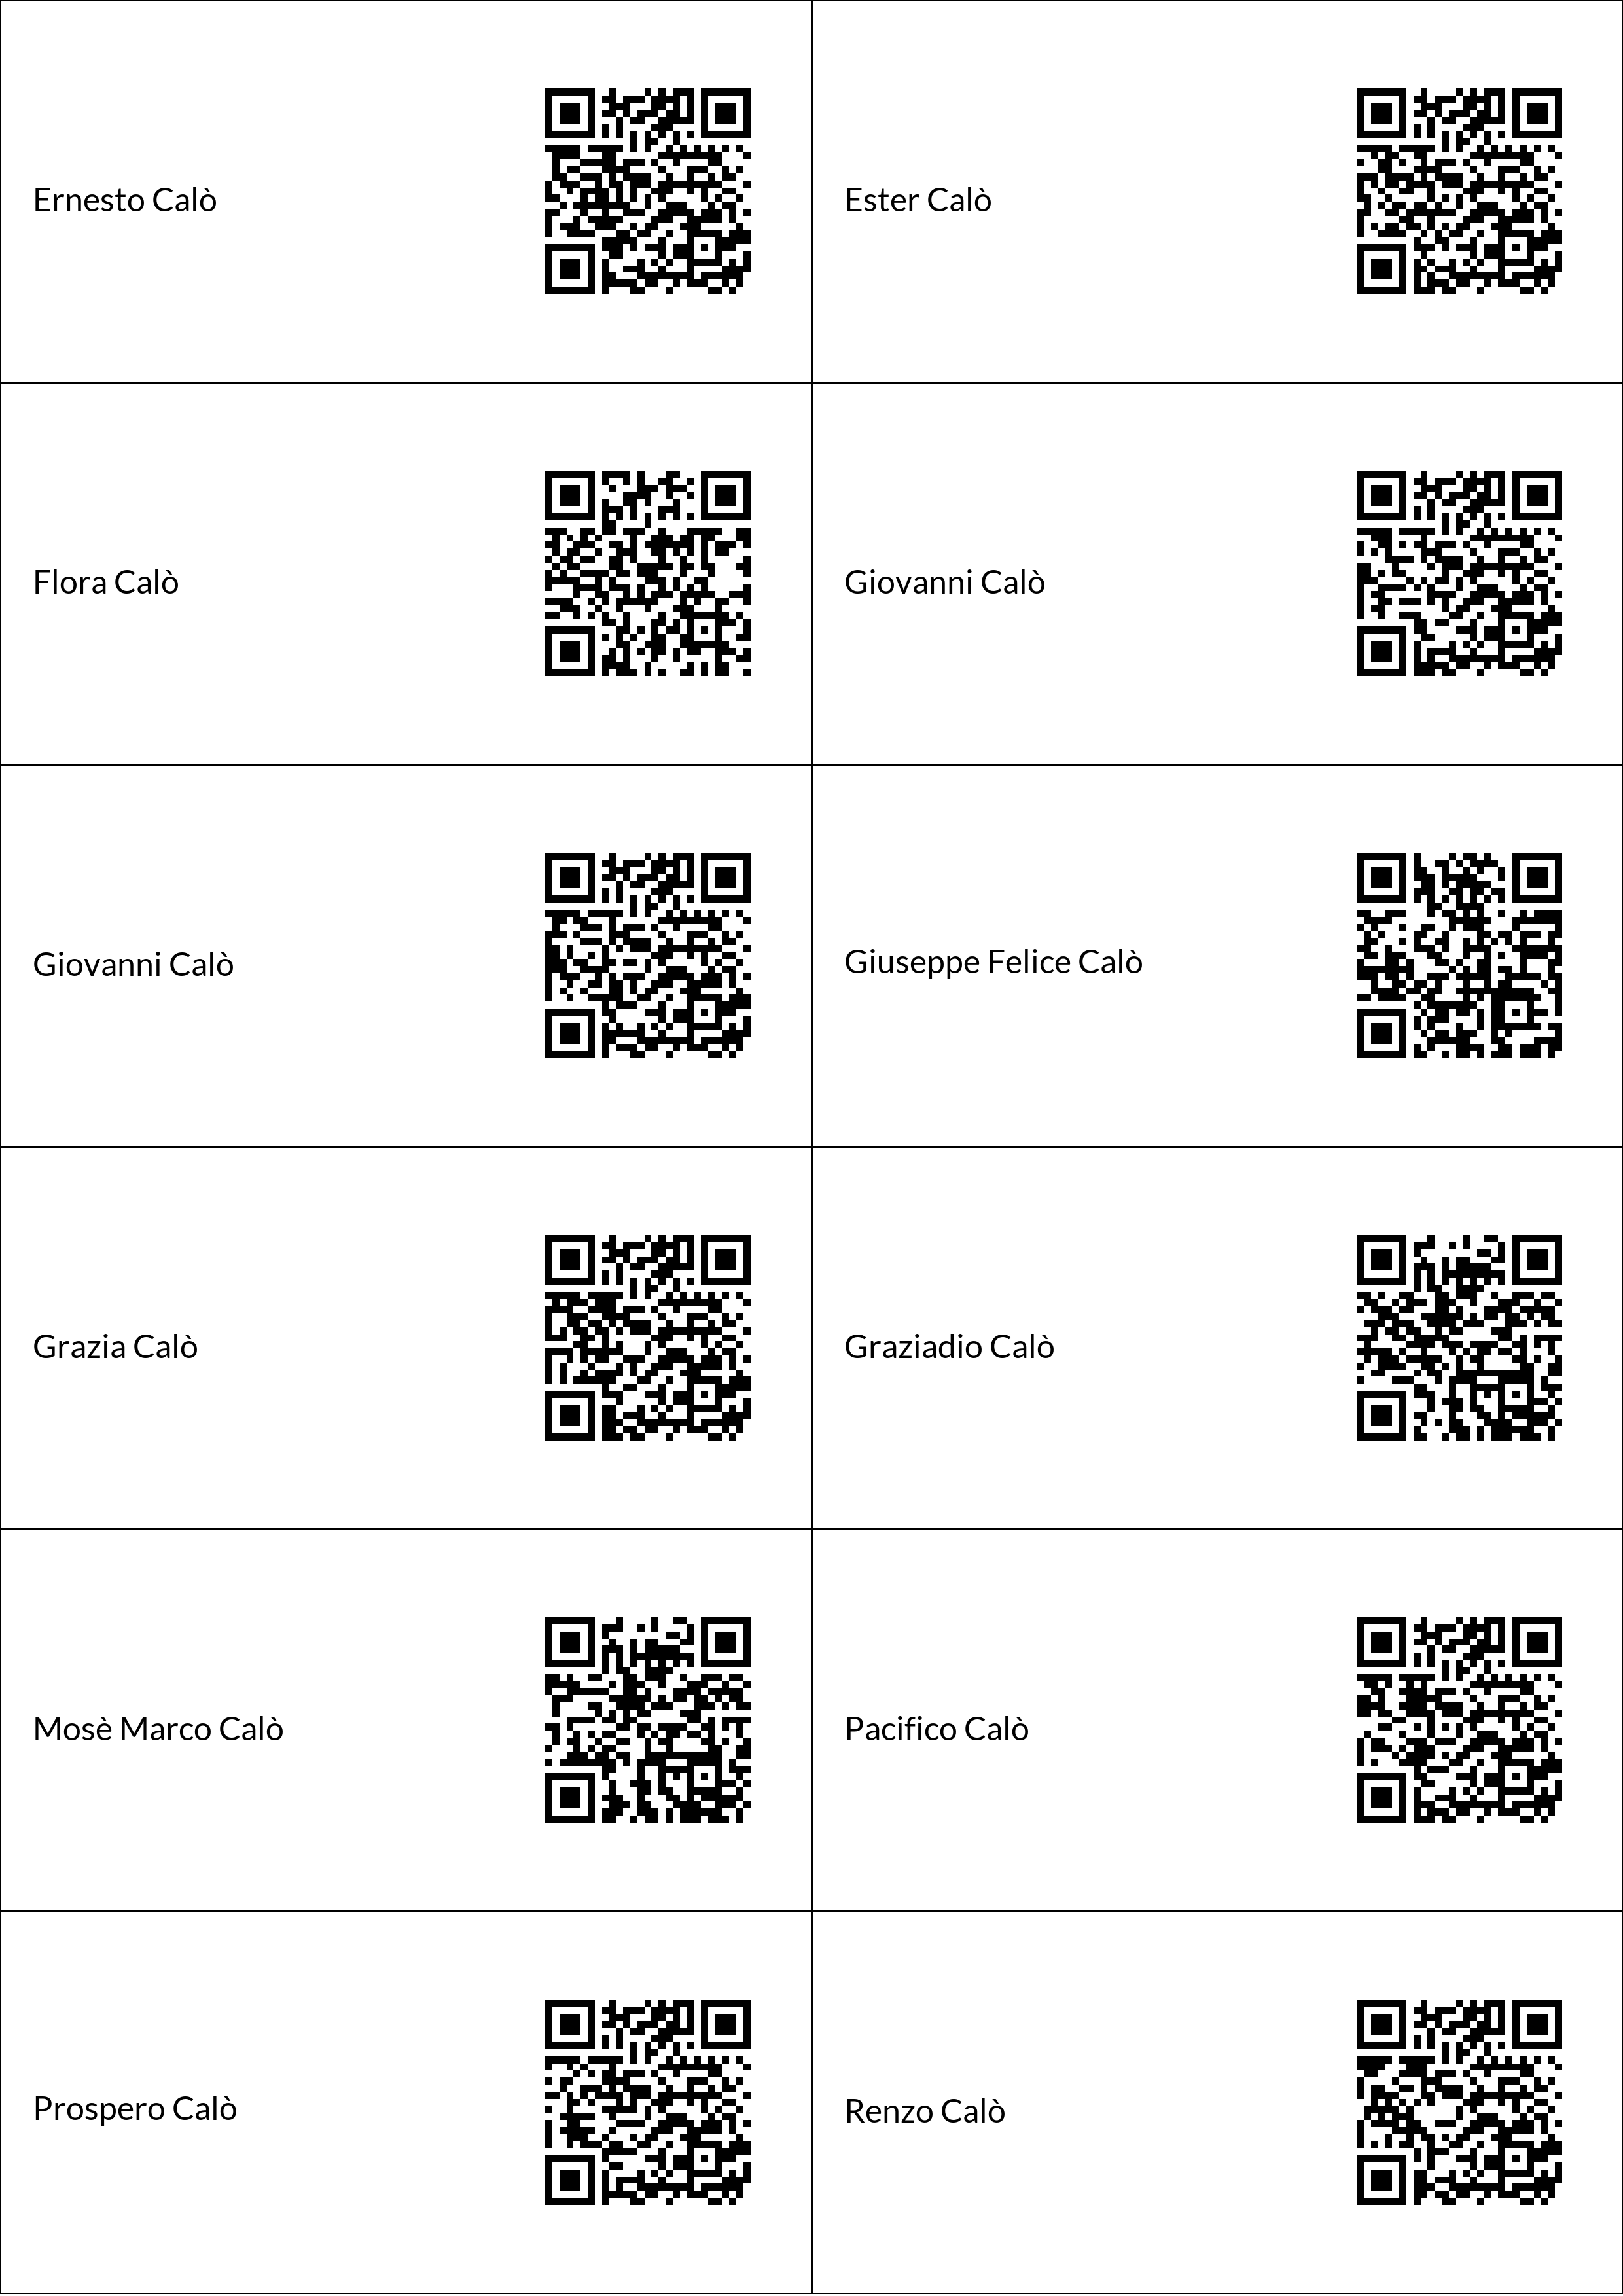 Ernesto Calò
Ester Calò
Flora Calò
Giovanni Calò
Giovanni Calò
Giuseppe Felice Calò
Grazia Calò
Graziadio Calò
Mosè Marco Calò
Pacifico Calò
Prospero Calò
Renzo Calò